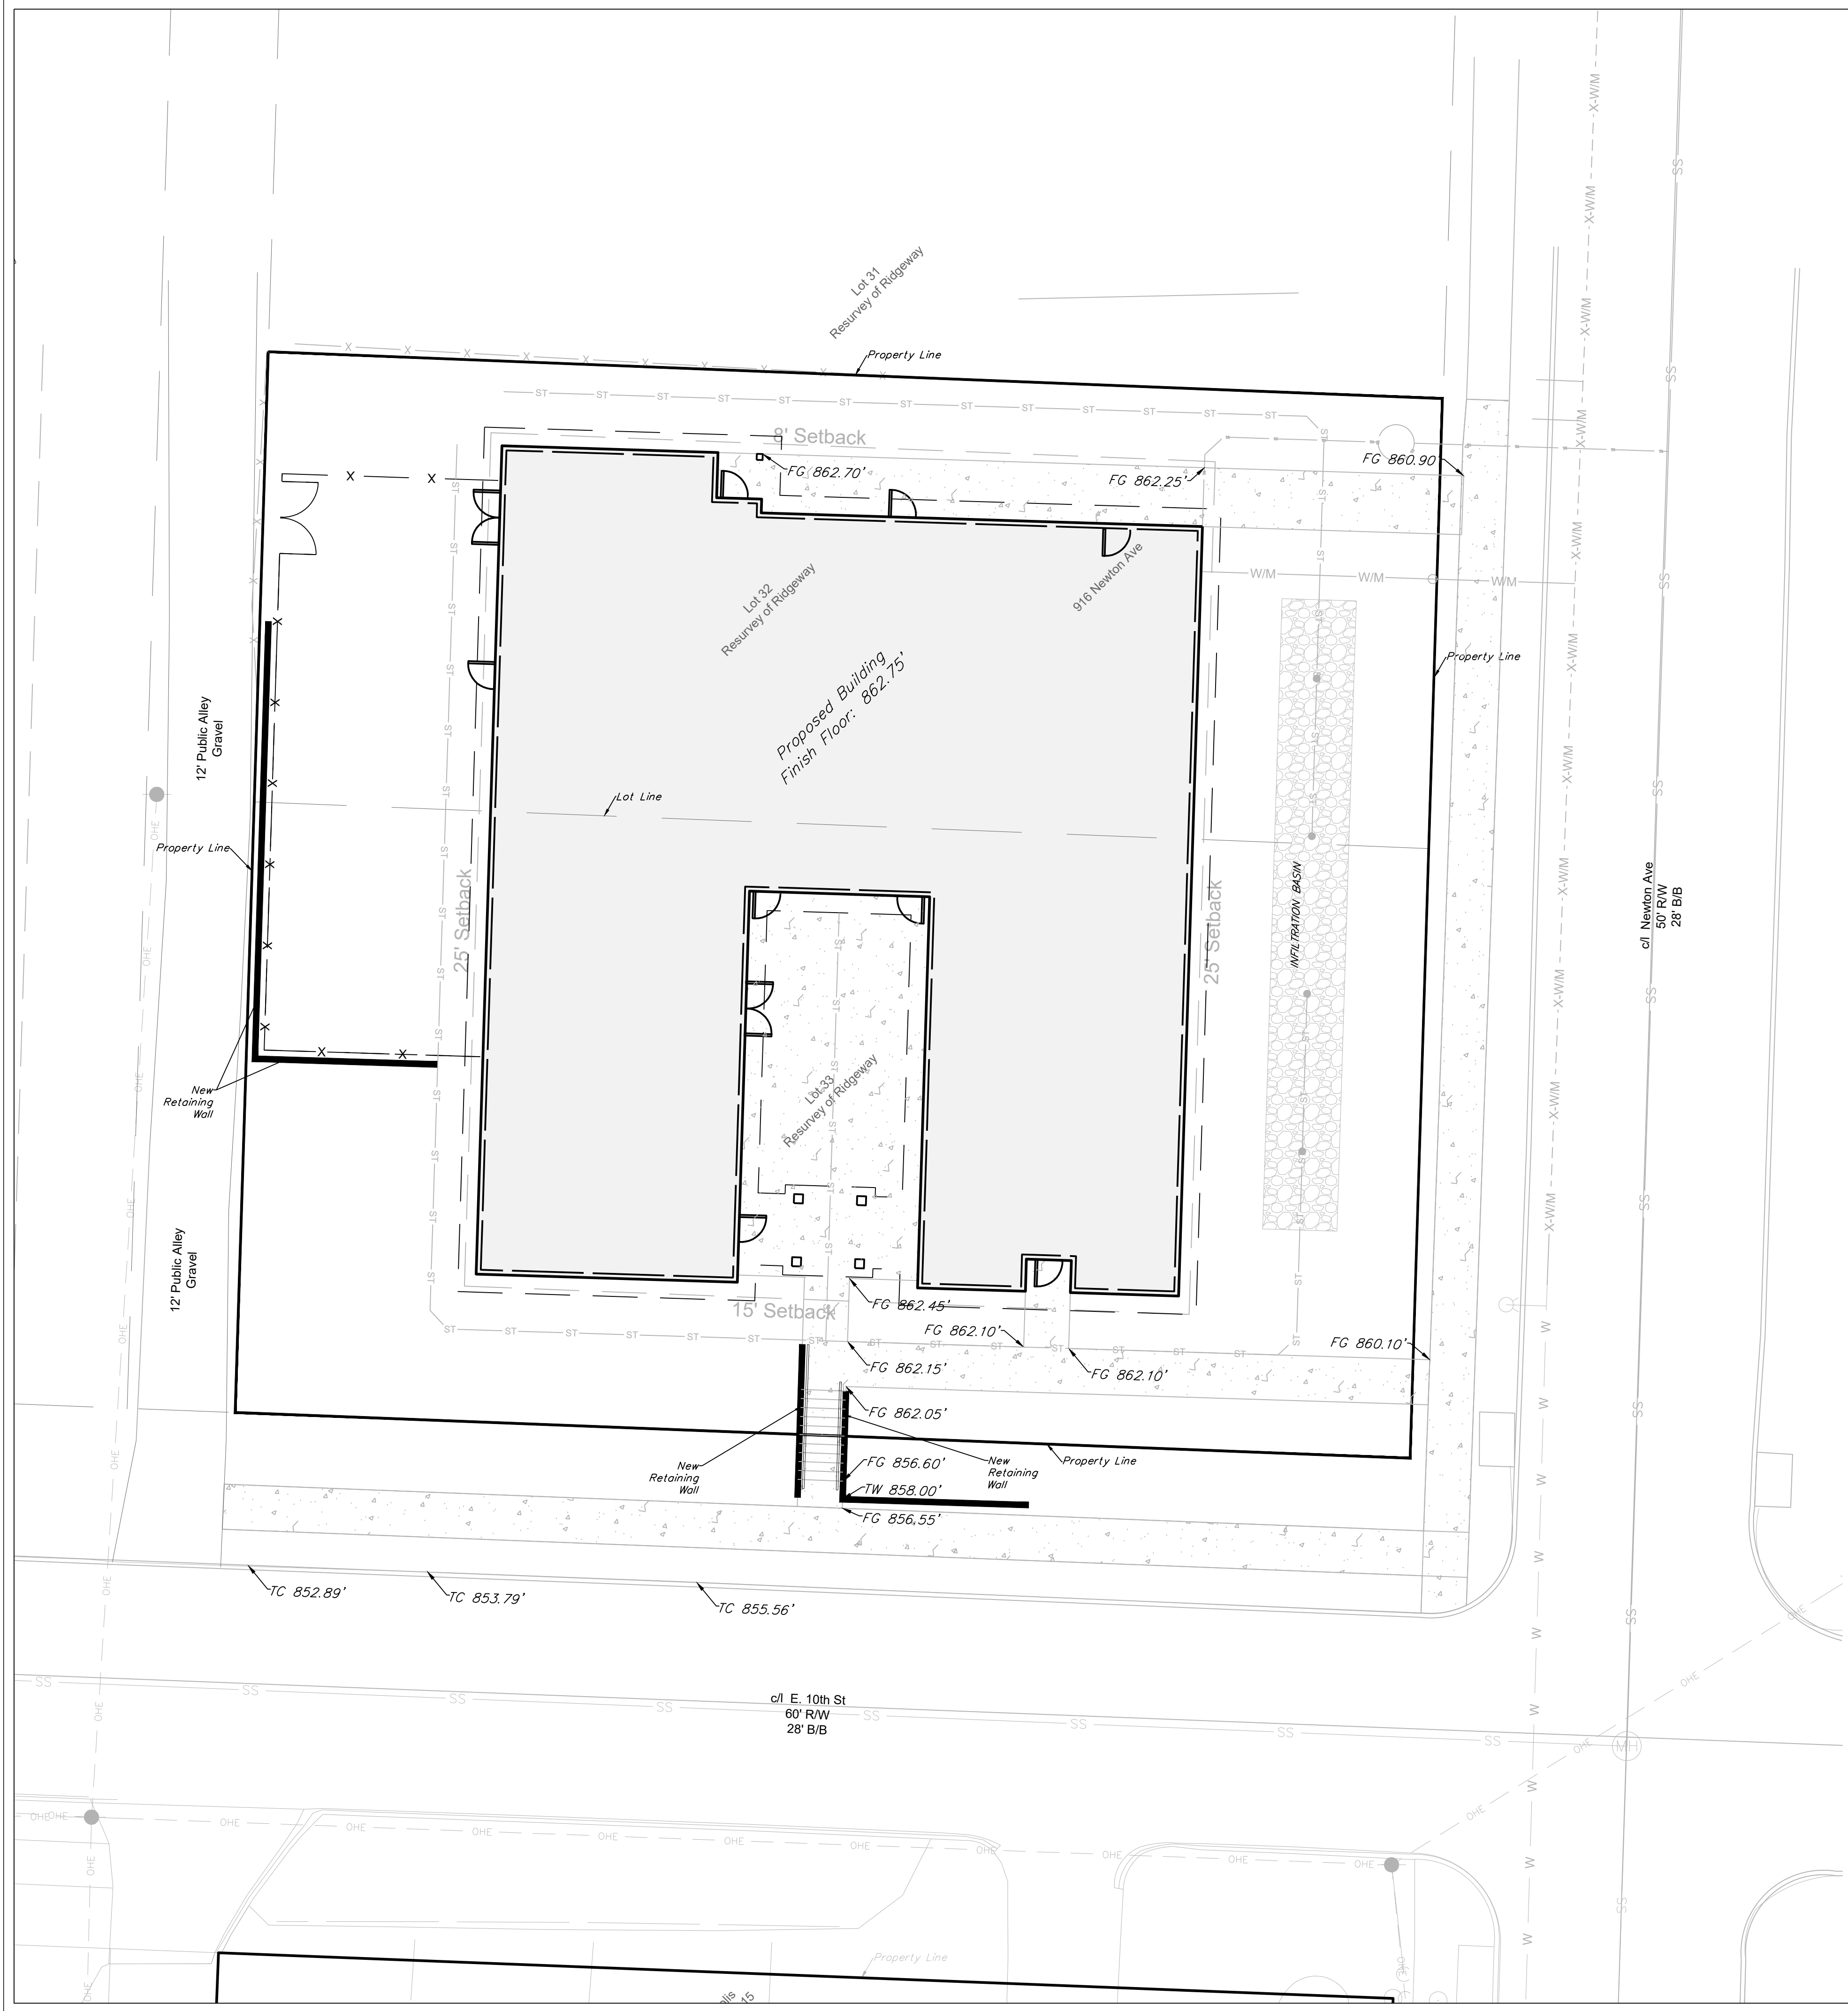 Lot 31
Resurvey of Ridgeway
Property Line
8' Setback
FG 862.70'
FG 862.25'
FG 860.90'
Lot 32
Resurvey of Ridgeway
916 Newton Ave
W/M
W/M
W/M
Proposed Building
Finish Floor: 862.75'
Property Line
12' Public Alley
Gravel
Lot Line
Property Line
25' Setback
25' Setback
INFILTRATION BASIN
c/l Newton Ave
50' R/W
28' B/B
New
Retaining
Wall
Lot 33
Resurvey of Ridgeway
12' Public Alley
Gravel
15' Setback
FG 862.45'
FG 862.10'
FG 860.10'
FG 862.15'
FG 862.10'
FG 862.05'
New
Retaining
Wall
FG 856.60'
New
Retaining
Wall
Property Line
TW 858.00'
FG 856,55'
TC 852.89'
TC 853.79'
TC 855.56'
c/l E. 10th St
60' R/W
28' B/B
MH
Property Line
olis
15